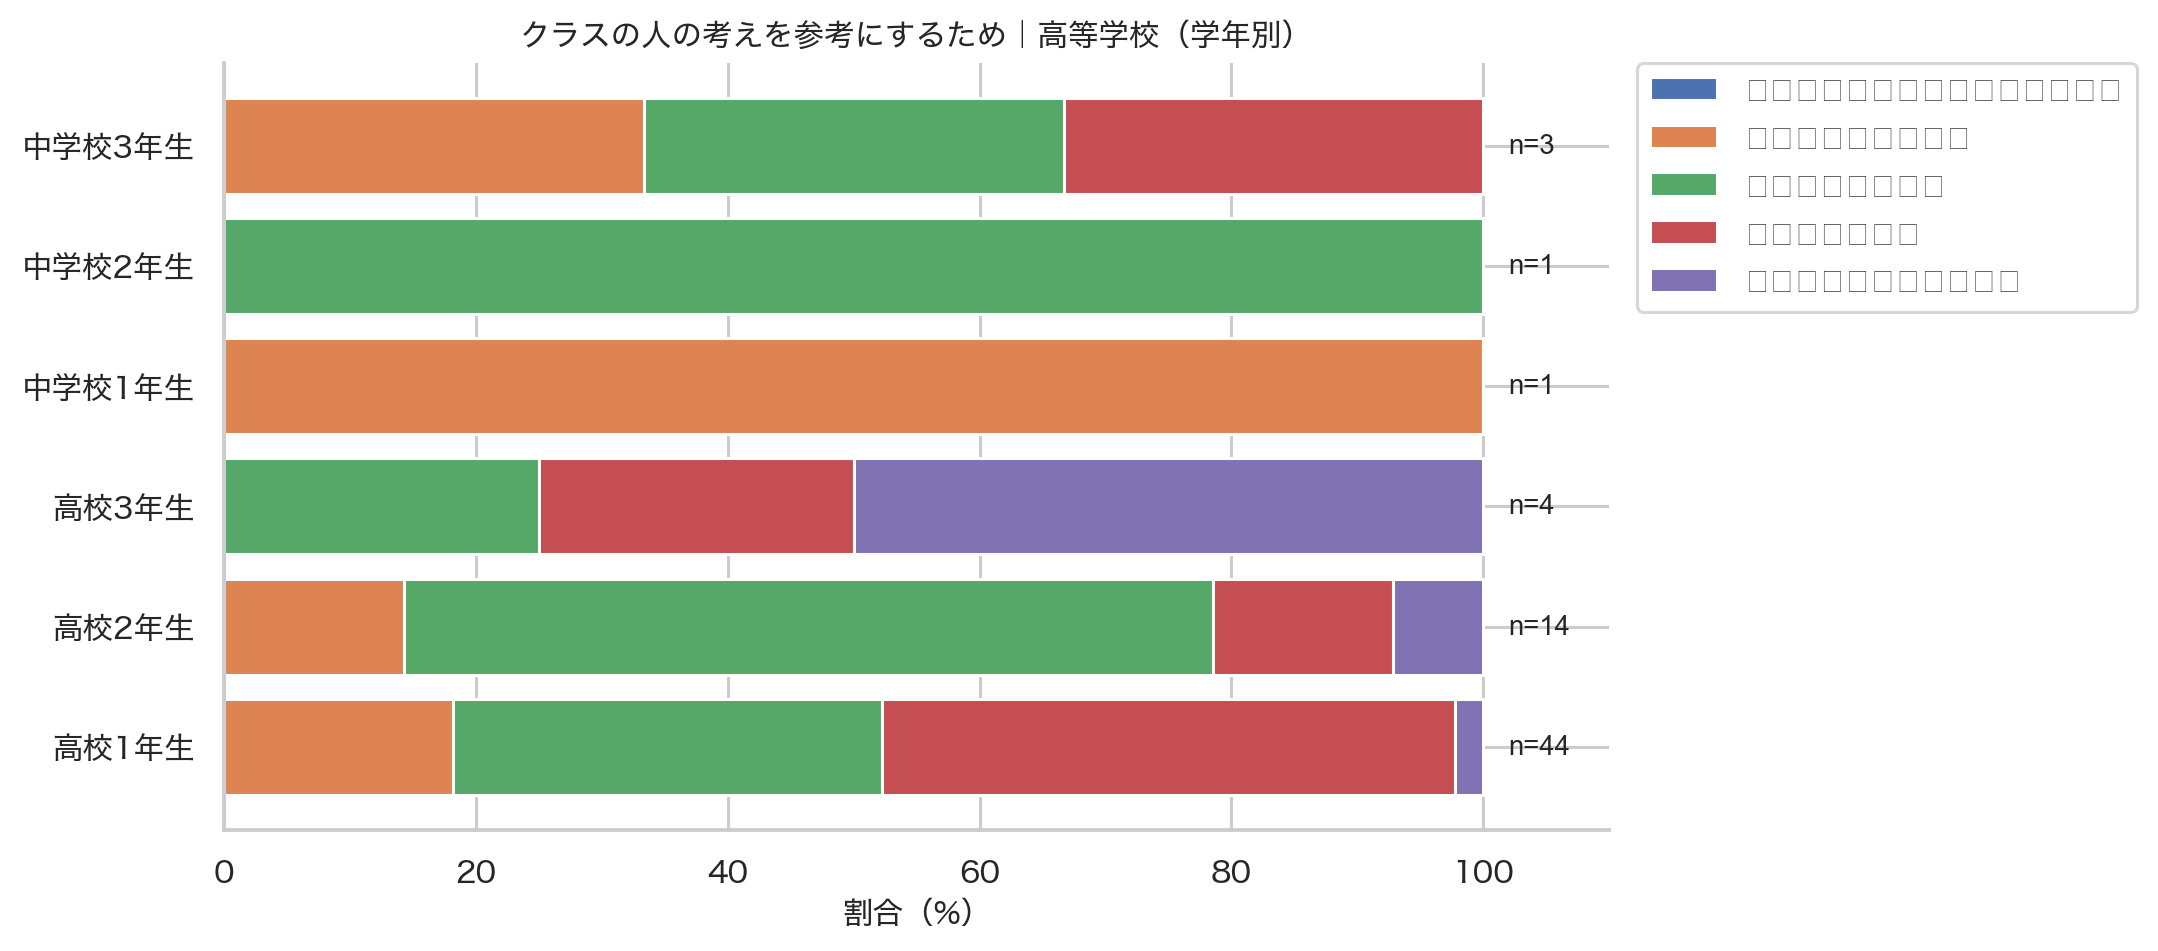 クラスの人の考えを参考にするため｜高等学校（学年別）
中学校3年生
n=3
中学校2年生
n=1
中学校1年生
n=1
高校3年生
n=4
高校2年生
n=14
高校1年生
n=44
0 20 40 60 80 100
割合（%）